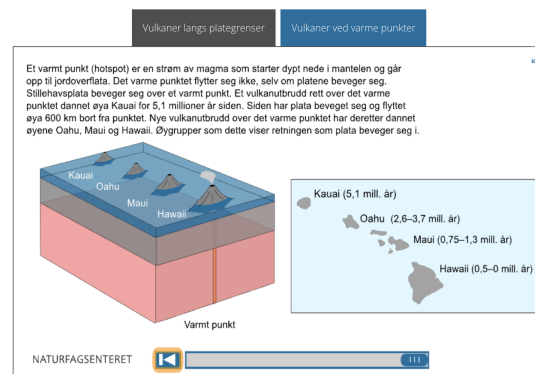 Vulkaner langs plategrenser
Vulkaner ved varme punkter
Et varmt punkt (hotspot) er en strøm av magma som starter dypt nede i mantelen og går
opp til jordoverflaten. Det varme punktet flytter seg ikke, selv om platene beveger seg.
Stillehavsplata beveger seg over et varmt punkt. Et vulkanutbrudd rett over det varme
punktet dannet øya Kauai for 5,1 millioner år siden. Siden har plata beveget seg og flyttet
øya 600 km bort fra punktet. Nye vulkanutbrudd over det varme punktet har deretter dannet
øyene Oahu, Maui og Hawaii. Øygrupper som dette viser retningen som plata beveger seg i.
Kauai
Oahu
Maui
Hawaii
Varmt punkt
Kauai (5,1 mill. år)
Oahu (2,6–3,7 mill. år)
Maui (0,75–1,3 mill. år)
Hawaii (0,5–0 mill. år)
NATURFAGSENTERET